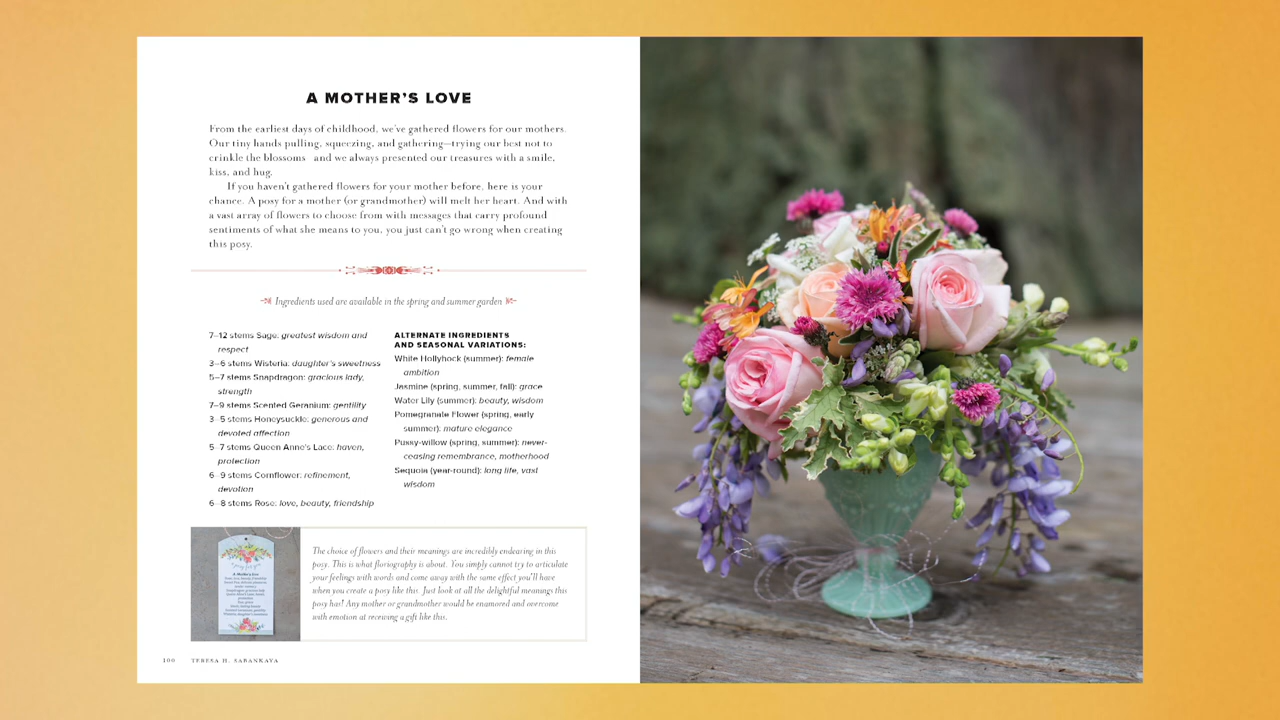 A MOTHER'S LOVE
From the earliest days of childhood, we've gathered flowers for our mothers.
Our tiny hands pulling, squeezing, and gathering—trying our best not to
crinkle the blossoms and we always presented our treasures with a smile,
kiss, and hug.
If you haven't gathered flowers for your mother before, here is your
chance. A posy for a mother (or grandmother) will melt her heart. And with
a vast array of flowers to choose from with messages that carry profound
sentiments of what she means to you, you just can't go wrong when creating
this posy.
Ingredients used are available in the spring and summer garden
7–12 stems Sage: greatest wisdom and
respect
3–6 stems Wisteria: daughter's sweetness
5–7 stems Snapdragon: gracious lady,
strength
7–9 stems Scented Geranium: gentility
3–5 stems Honeysuckle: generous and
devoted affection
5–7 stems Queen Anne's Lace: haven,
protection
6–9 stems Cornflower: refinement,
devotion
6–8 stems Rose: love, beauty, friendship
ALTERNATE INGREDIENTS
AND SEASONAL VARIATIONS:
White Hollyhock (summer): female
ambition
Jasmine (spring, summer, fall): grace
Water Lily (summer): beauty, wisdom
Pomegranate Flower (spring, early
summer): mature elegance
Pussy-willow (spring, summer): never-
ceasing remembrance, motherhood
Sequoia (year-round): long life, vast
wisdom
A Mother's Love
The choice of flowers and their meanings are incredibly endearing in this
posy. This is what floriography is about. You simply cannot try to articulate
your feelings with words and come away with the same effect you'll have
when you create a posy like this. Just look at all the delightful meanings this
posy has! Any mother or grandmother would be enamored and overcome
with emotion at receiving a gift like this.
100 TERESA H. SABANKAYA